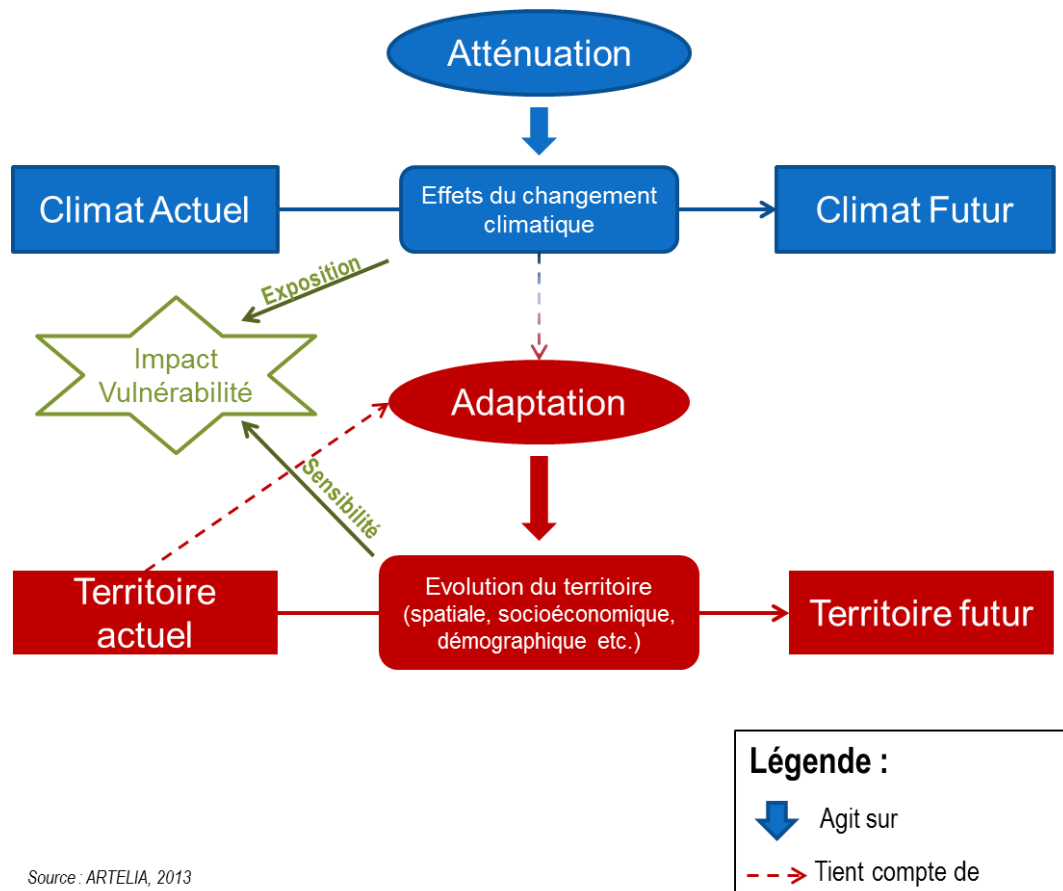 Atténuation
Climat Actuel
Effets du changement
climatique
Climat Futur
Exposition
Impact
Vulnérabilité
Adaptation
Sensibilité
Territoire
actuel
Evolution du territoire
(spatiale, socioéconomique,
démographique etc.)
Territoire futur
Légende :
Agit sur
Tient compte de
Source : ARTELIA, 2013